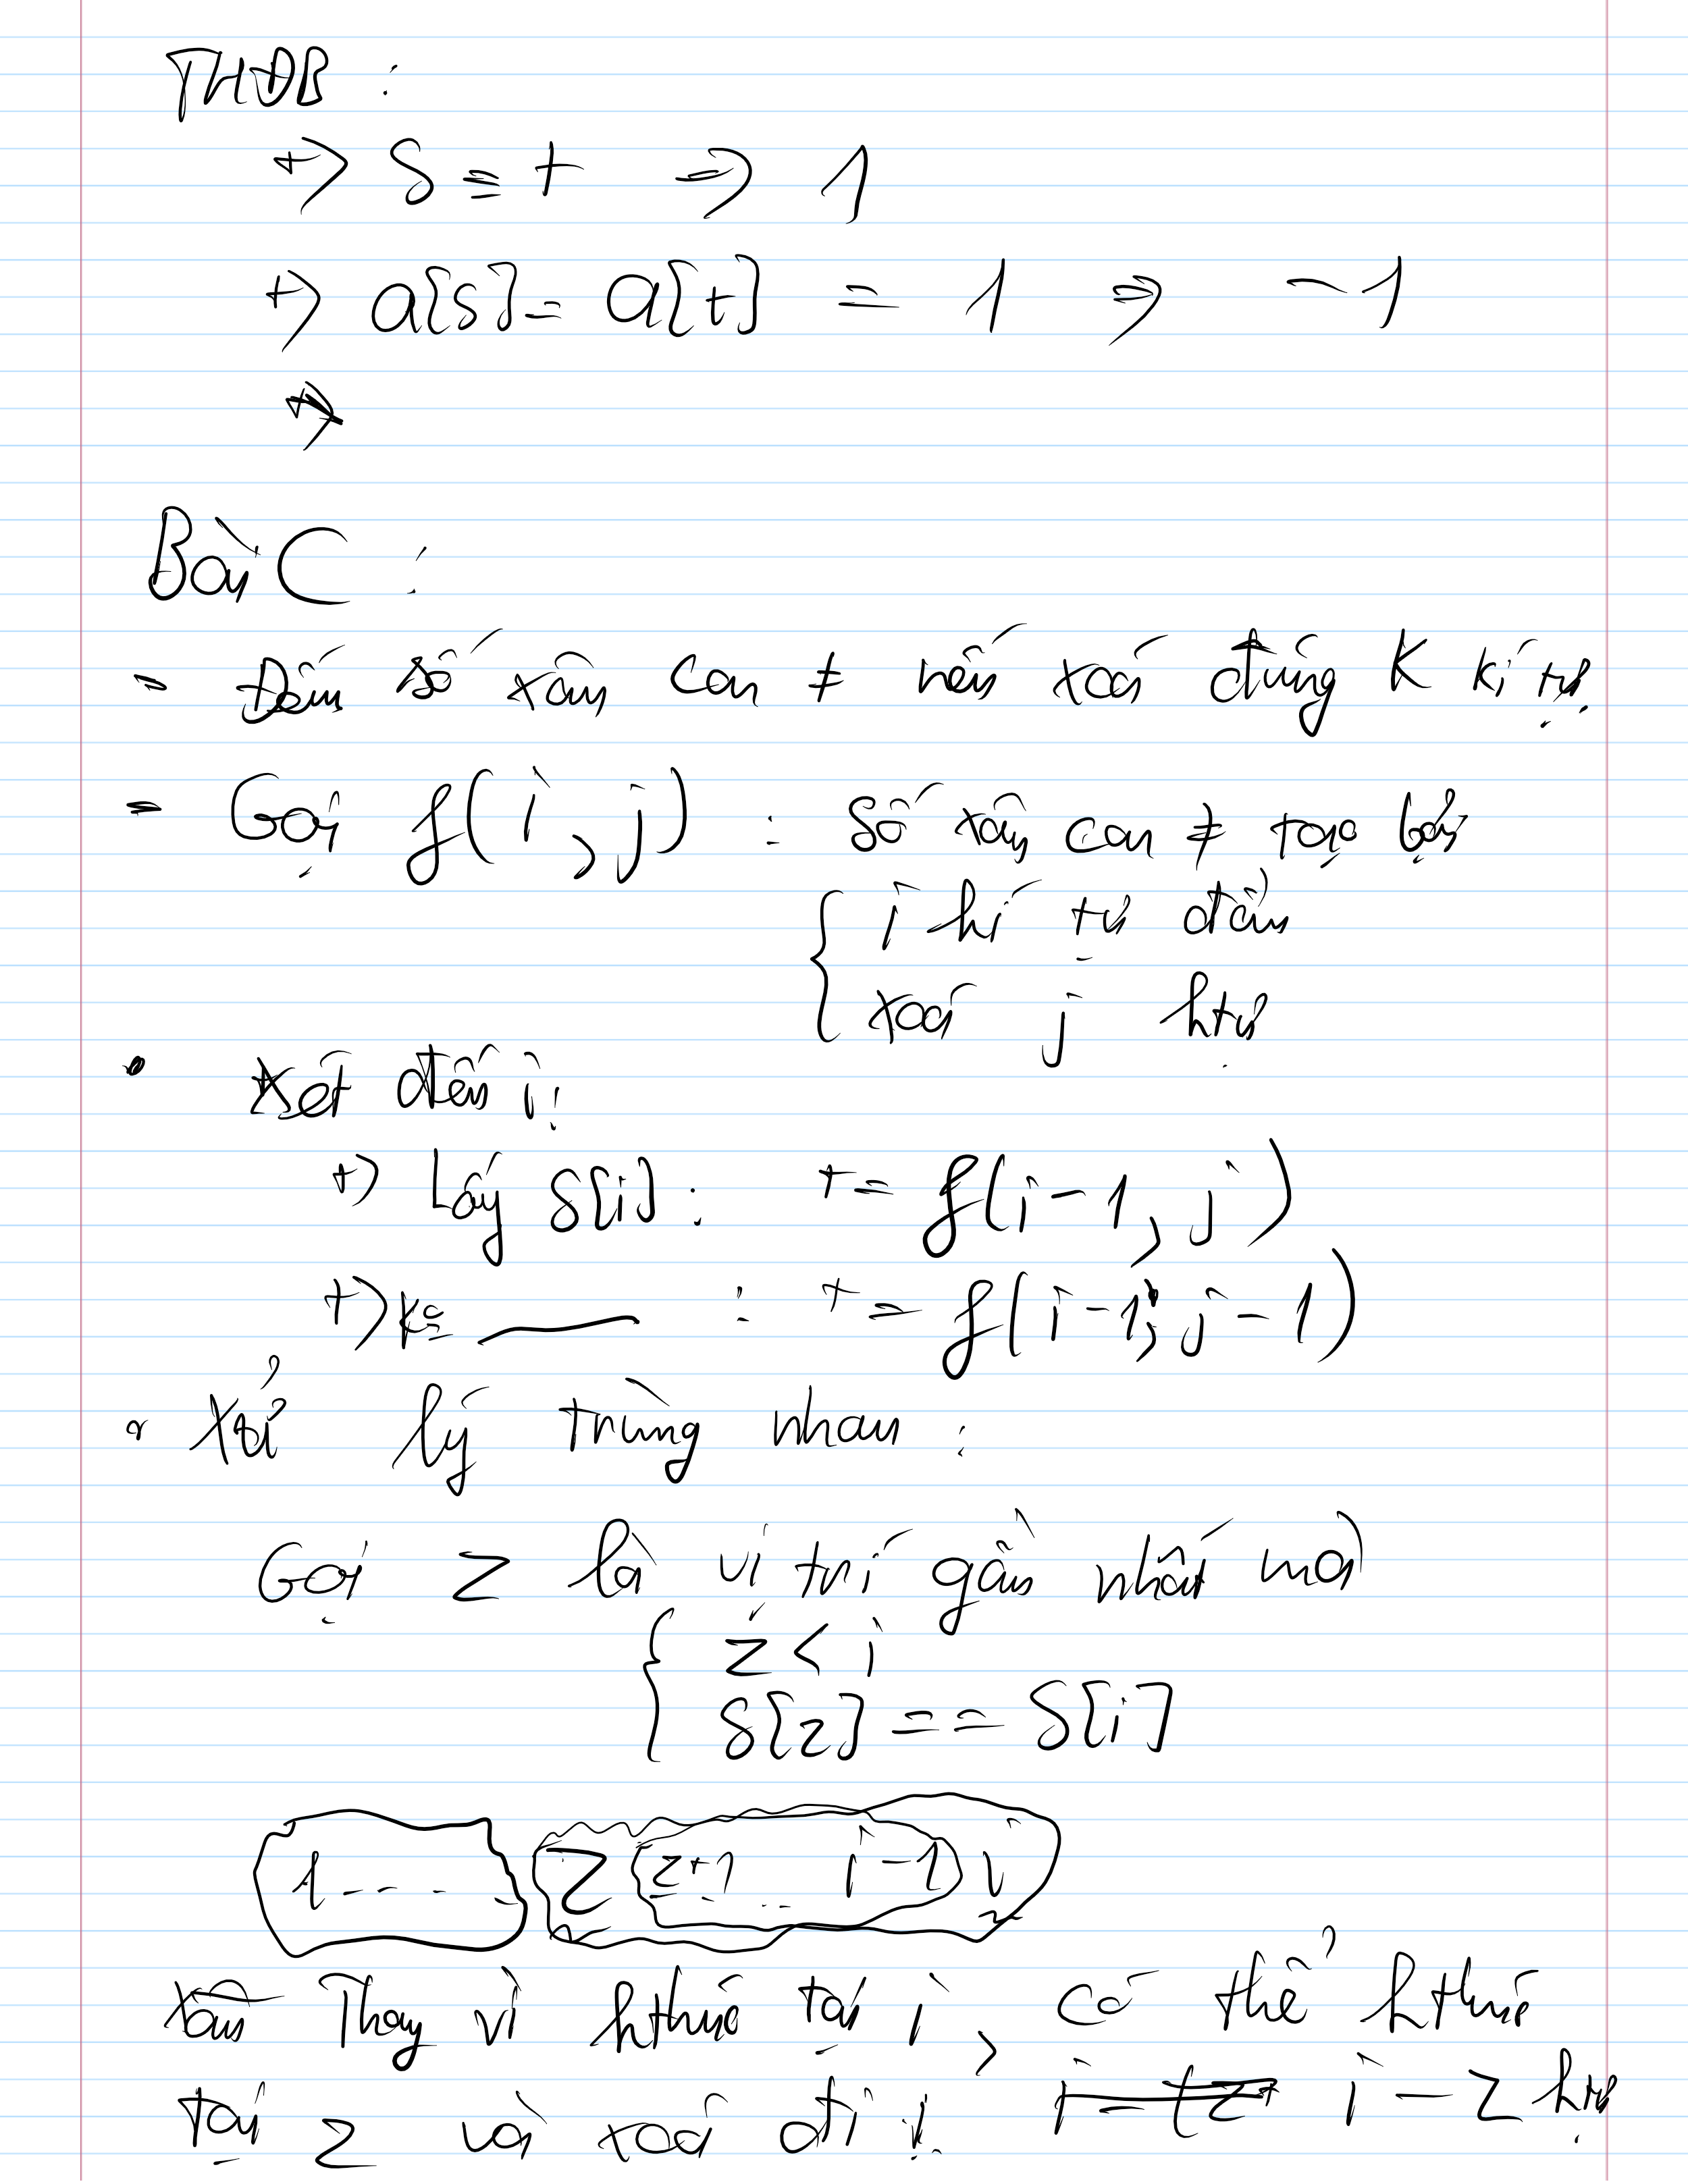 THĐB :
+> s ≡ t => 1
+> a[s] = a[t] = 1 => -1
Bài C :
- Đếm số xâu con ≠ nếu xoá đúng K kí tự
- Gọi f(i, j) : số xâu con ≠ tạo bởi
{ i kí tự đầu
xoá j ktự
• Xét đến i:
+> Lấy s[i] : += f(i-1, j)
+> Ko ___ : += f(i-1, j-1)
• Xử lý trùng nhau :
Gọi z là vị trí gần nhất mà
{ z < i
s[z] == s[i]
1 - - - - z z+1 ... i-1 i
Thay vì kthúc tại i, có thể kthúc
tại z và xoá đi i - z ktự